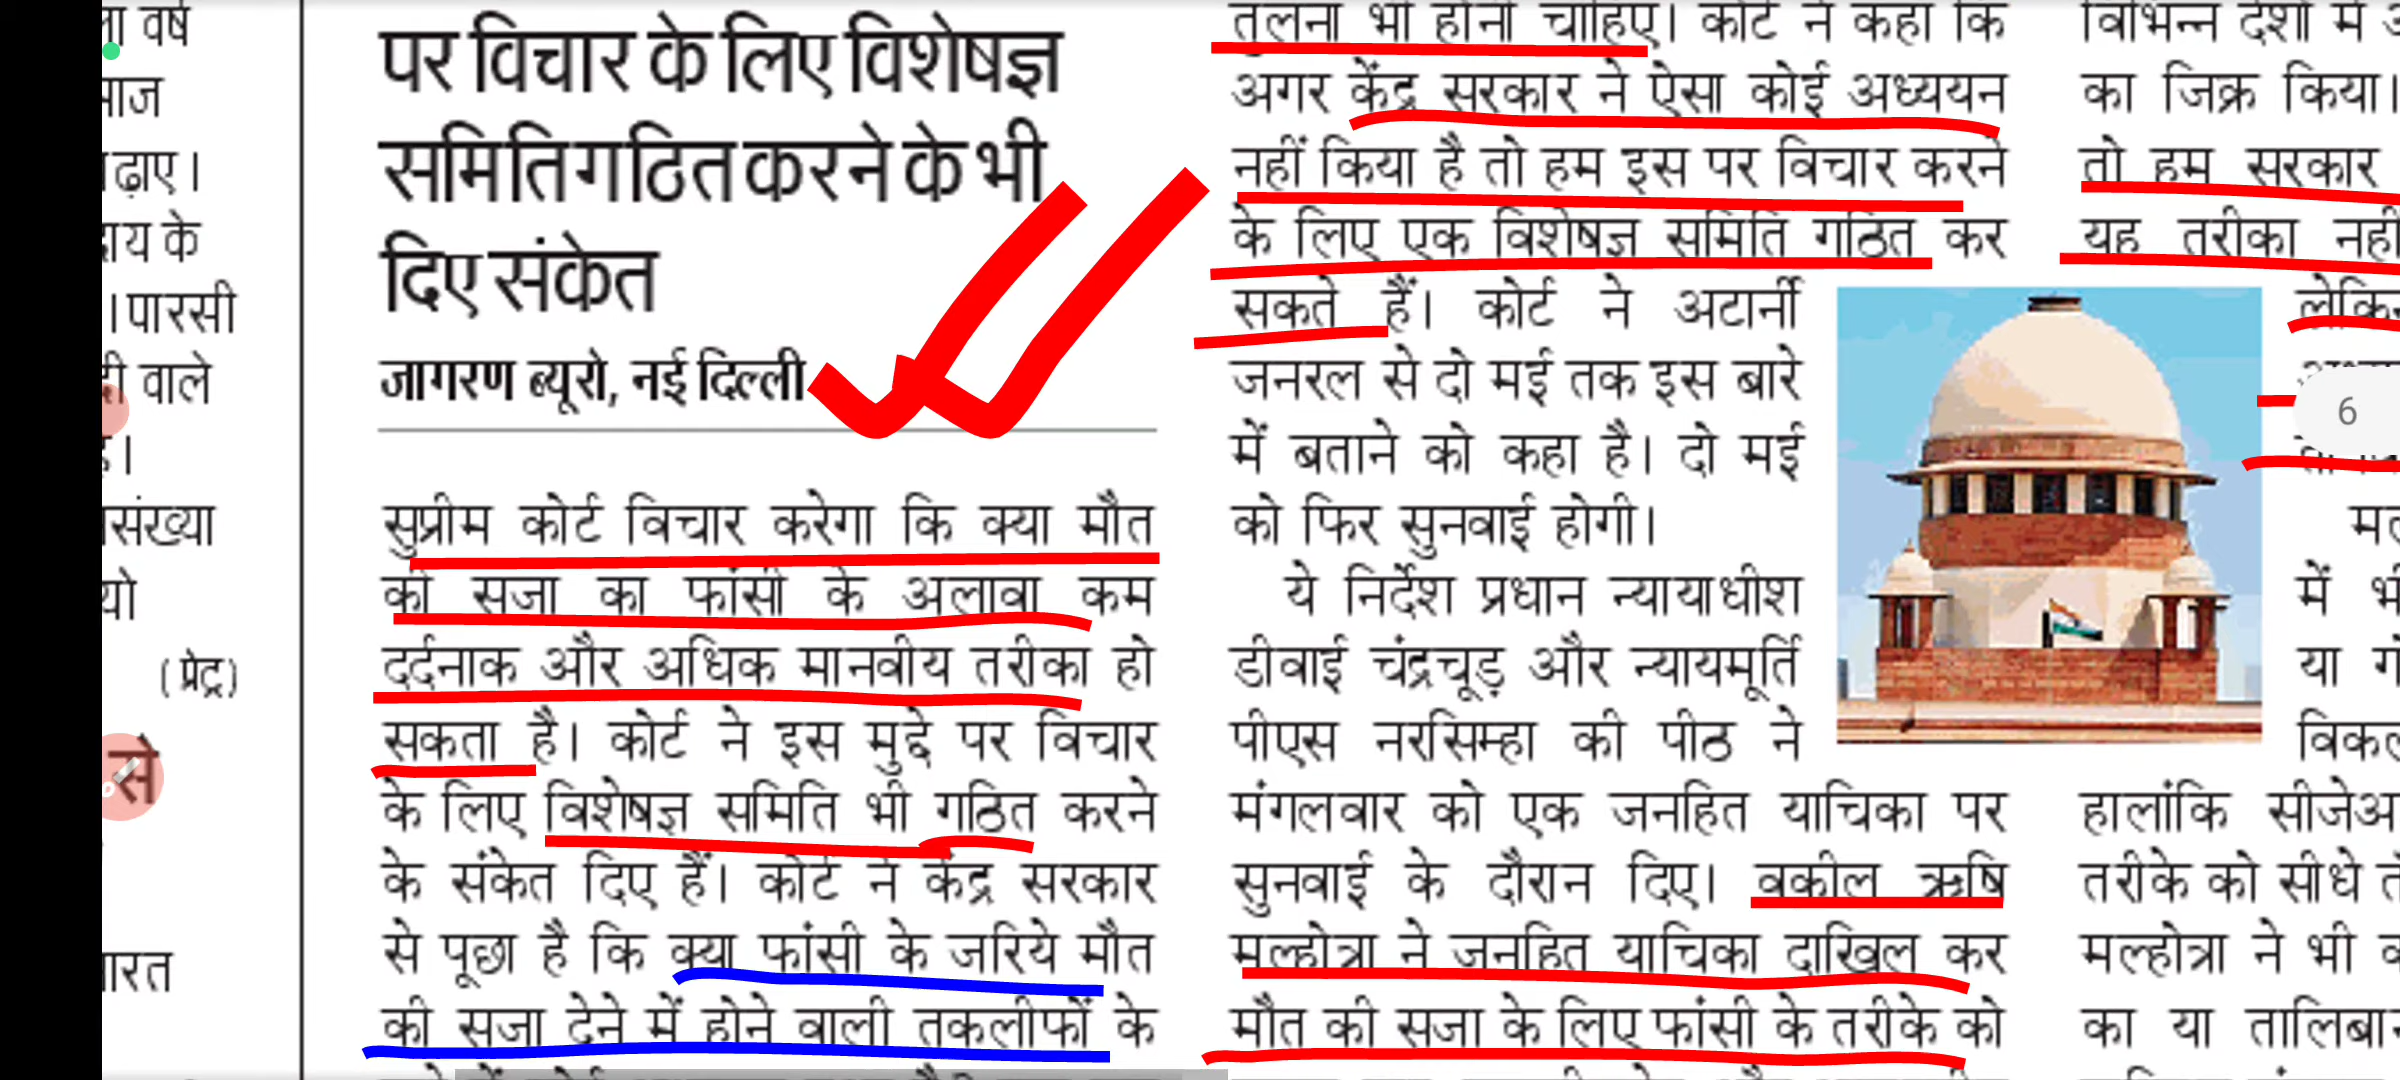 वर्ष
ढ़ाए।
के
पारसी
वाले
संख्या
(प्रेट्र)
से
पर विचार के लिए विशेषज्ञ
समिति गठित करने के भी
दिए संकेत
जागरण ब्यूरो, नई दिल्ली
सुप्रीम कोर्ट विचार करेगा कि क्या मौत
की सजा का फांसी के अलावा कम
दर्दनाक और अधिक मानवीय तरीका हो
सकता है। कोर्ट ने इस मुद्दे पर विचार
के लिए विशेषज्ञ समिति भी गठित करने
के संकेत दिए हैं। कोर्ट ने केंद्र सरकार
से पूछा है कि क्या फांसी के जरिये मौत
की सजा देने में होने वाली तकलीफों के
तुलना भी होनी चाहिए। कोर्ट ने कहा कि
अगर केंद्र सरकार ने ऐसा कोई अध्ययन
नहीं किया है तो हम इस पर विचार करने
के लिए एक विशेषज्ञ समिति गठित कर
सकते हैं। कोर्ट ने अटार्नी
जनरल से दो मई तक इस बारे
में बताने को कहा है। दो मई
को फिर सुनवाई होगी।
ये निर्देश प्रधान न्यायाधीश
डीवाई चंद्रचूड़ और न्यायमूर्ति
पीएस नरसिम्हा की पीठ ने
मंगलवार को एक जनहित याचिका पर
सुनवाई के दौरान दिए। वकील ऋषि
मल्होत्रा ने जनहित याचिका दाखिल कर
मौत की सजा के लिए फांसी के तरीके को
विभिन्न देशों में
का जिक्र किया।
तो हम सरकार
यह तरीका नहीं
6
में
या
हालांकि
तरीके को सीधे
मल्होत्रा ने भी
का या